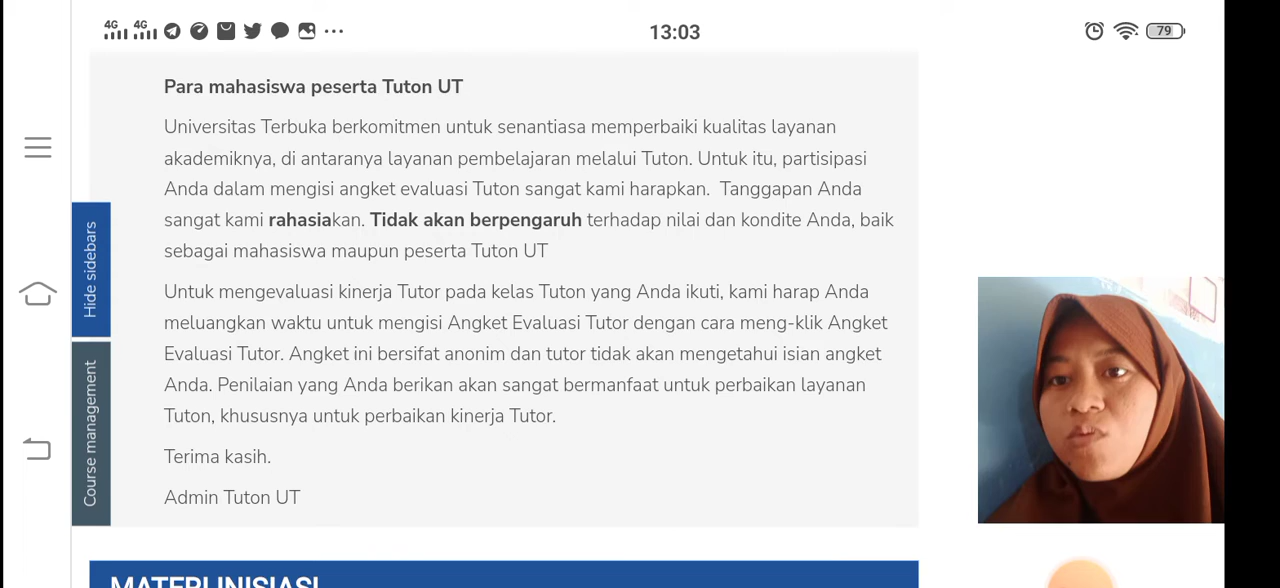 4G 4G 13:03 79
Para mahasiswa peserta Tuton UT
Universitas Terbuka berkomitmen untuk senantiasa memperbaiki kualitas layanan
akademiknya, di antaranya layanan pembelajaran melalui Tuton. Untuk itu, partisipasi
Anda dalam mengisi angket evaluasi Tuton sangat kami harapkan. Tanggapan Anda
sangat kami rahasiakan. Tidak akan berpengaruh terhadap nilai dan kondite Anda, baik
sebagai mahasiswa maupun peserta Tuton UT
Untuk mengevaluasi kinerja Tutor pada kelas Tuton yang Anda ikuti, kami harap Anda
meluangkan waktu untuk mengisi Angket Evaluasi Tutor dengan cara meng-klik Angket
Evaluasi Tutor. Angket ini bersifat anonim dan tutor tidak akan mengetahui isian angket
Anda. Penilaian yang Anda berikan akan sangat bermanfaat untuk perbaikan layanan
Tuton, khususnya untuk perbaikan kinerja Tutor.
Terima kasih.
Admin Tuton UT
Hide sidebars
Course management
MATERI INISIASI